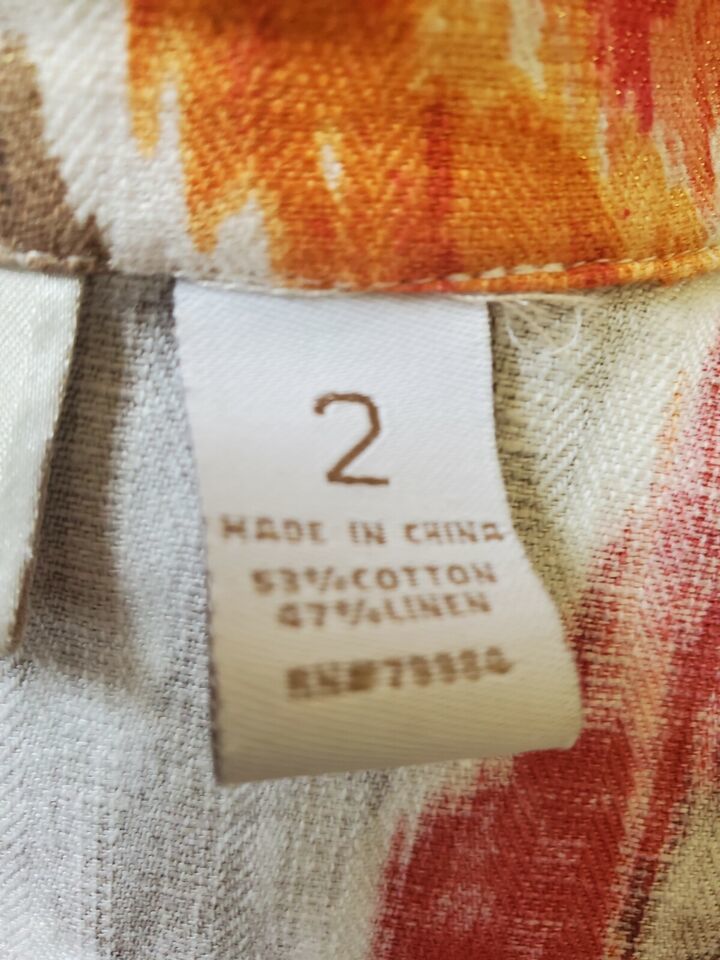 2
MADE IN CHINA
53% COTTON
47% LINEN